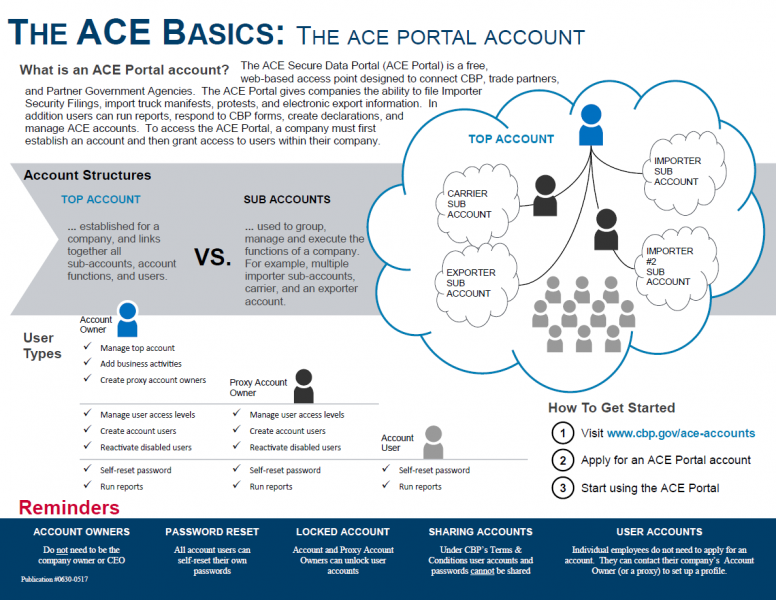 THE ACE BASICS: THE ACE PORTAL ACCOUNT
What is an ACE Portal account? The ACE Secure Data Portal (ACE Portal) is a free,
web-based access point designed to connect CBP, trade partners,
and Partner Government Agencies. The ACE Portal gives companies the ability to file Importer
Security Filings, import truck manifests, protests, and electronic export information. In
addition users can run reports, respond to CBP forms, create declarations, and
manage ACE accounts. To access the ACE Portal, a company must first
establish an account and then grant access to users within their company.
Account Structures
TOP ACCOUNT
... established for a
company, and links
together all
sub-accounts, account
functions, and users.
VS.
SUB ACCOUNTS
... used to group,
manage and execute the
functions of a company.
For example, multiple
importer sub-accounts,
carrier, and an exporter
account.
TOP ACCOUNT
CARRIER
SUB
ACCOUNT
IMPORTER
SUB
ACCOUNT
EXPORTER
SUB
ACCOUNT
IMPORTER
#2
SUB
ACCOUNT
User
Types
Account
Owner
✓ Manage top account
✓ Add business activities
✓ Create proxy account owners
✓ Manage user access levels
✓ Create account users
✓ Reactivate disabled users
✓ Self-reset password
✓ Run reports
Proxy Account
Owner
✓ Manage user access levels
✓ Create account users
✓ Reactivate disabled users
✓ Self-reset password
✓ Run reports
Account
User
✓ Self-reset password
✓ Run reports
How To Get Started
1 Visit www.cbp.gov/ace-accounts
2 Apply for an ACE Portal account
3 Start using the ACE Portal
Reminders
ACCOUNT OWNERS
Do not need to be the
company owner or CEO
PASSWORD RESET
All account users can
self-reset their own
passwords
LOCKED ACCOUNT
Account and Proxy Account
Owners can unlock user
accounts
SHARING ACCOUNTS
Under CBP's Terms &
Conditions user accounts and
passwords cannot be shared
USER ACCOUNTS
Individual employees do not need to apply for an
account. They can contact their company's Account
Owner (or a proxy) to set up a profile.
Publication #0630-0517